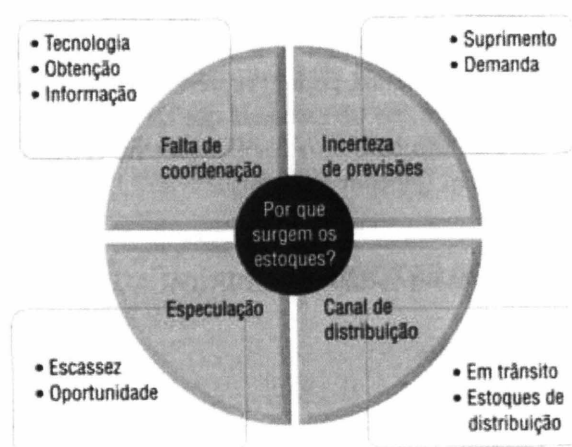 • Tecnologia
• Obtenção
• Informação
• Suprimento
• Demanda
Falta de
coordenação
Incerteza
de previsões
Por que
surgem os
estoques?
Especulação
Canal de
distribuição
• Escassez
• Oportunidade
• Em trânsito
• Estoques de
distribuição